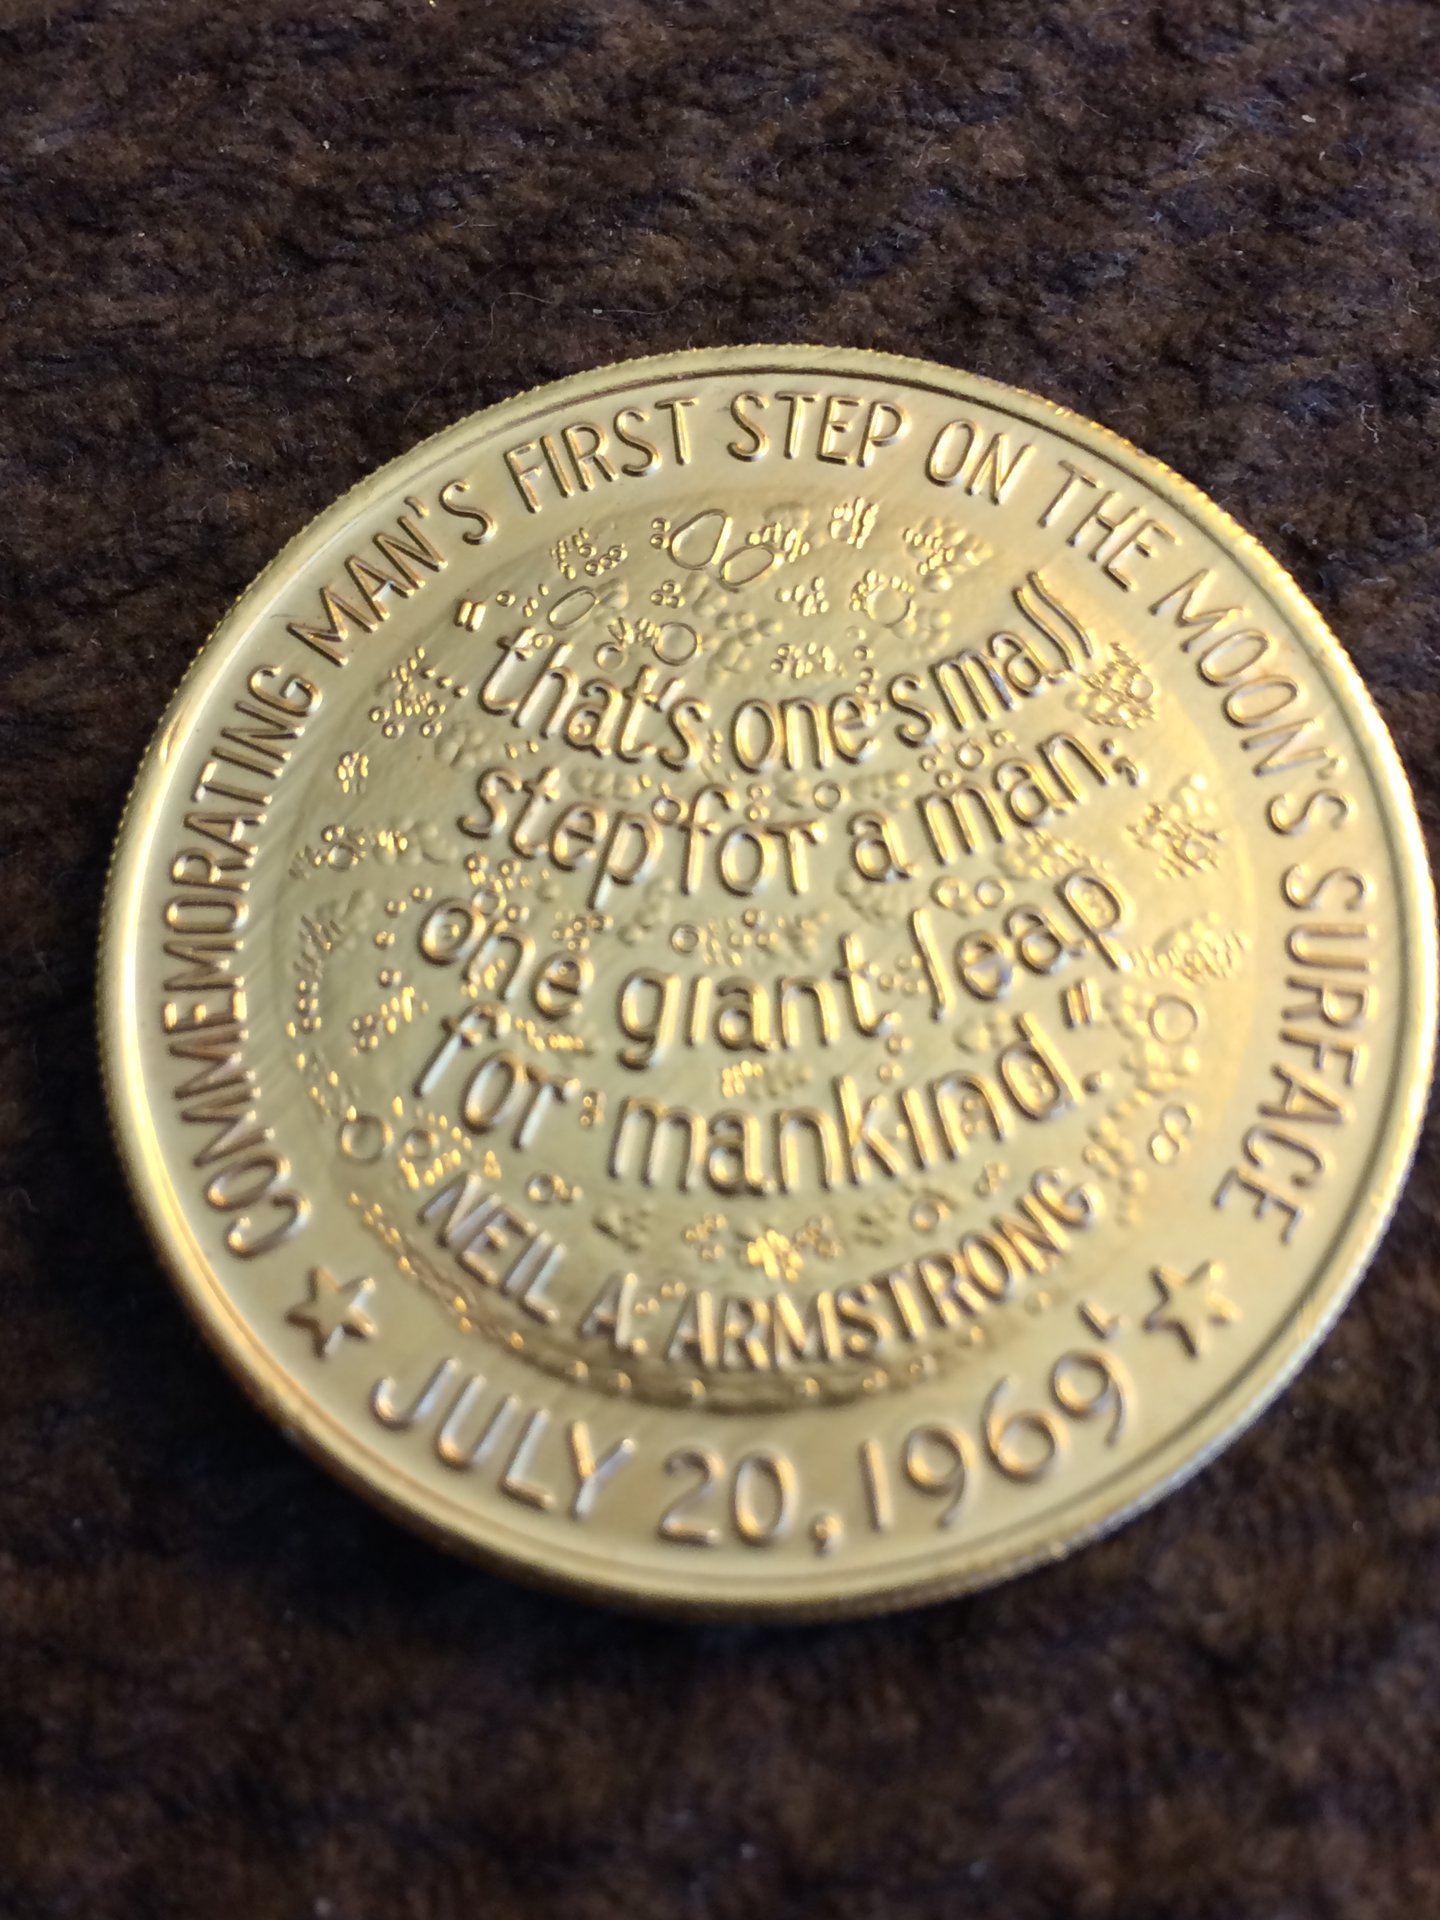 COMMEMORATING MAN'S FIRST STEP ON THE MOON'S SURFACE
"...that's one small
step for a man;
one giant leap
for mankind."
NEIL A. ARMSTRONG
JULY 20, 1969